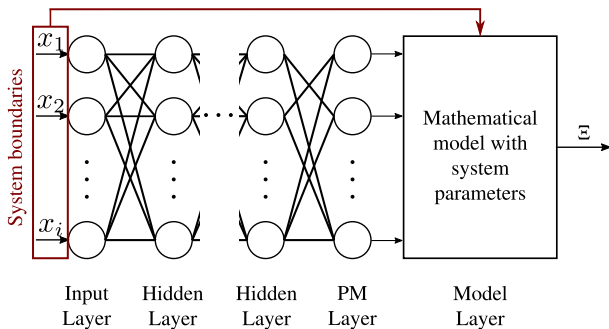 System boundaries
x₁
x₂
xᵢ
Mathematical
model with
system
parameters
Ξ
Input
Layer
Hidden
Layer
Hidden
Layer
PM
Layer
Model
Layer